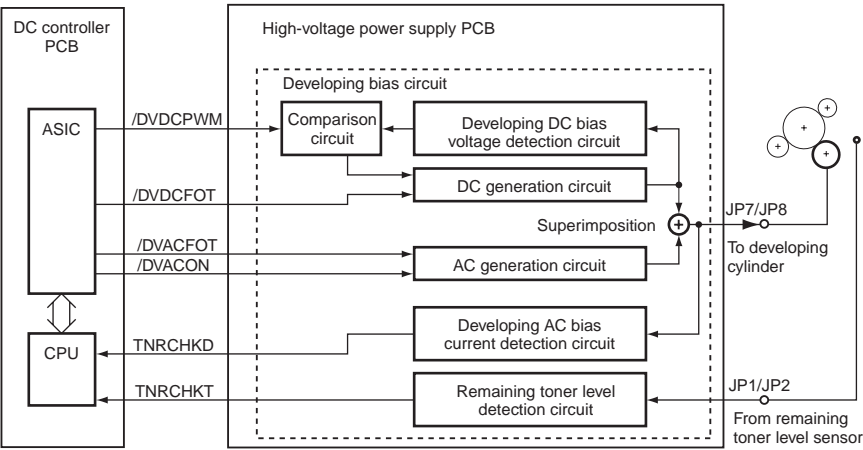 DC controller
PCB
High-voltage power supply PCB
Developing bias circuit
ASIC
/DVDCPWM
Comparison
circuit
Developing DC bias
voltage detection circuit
DC generation circuit
/DVDCFOT
Superimposition
JP7/JP8
To developing
cylinder
/DVACFOT
/DVACON
AC generation circuit
Developing AC bias
current detection circuit
CPU
TNRCHKD
TNRCHKT
Remaining toner level
detection circuit
JP1/JP2
From remaining
toner level sensor